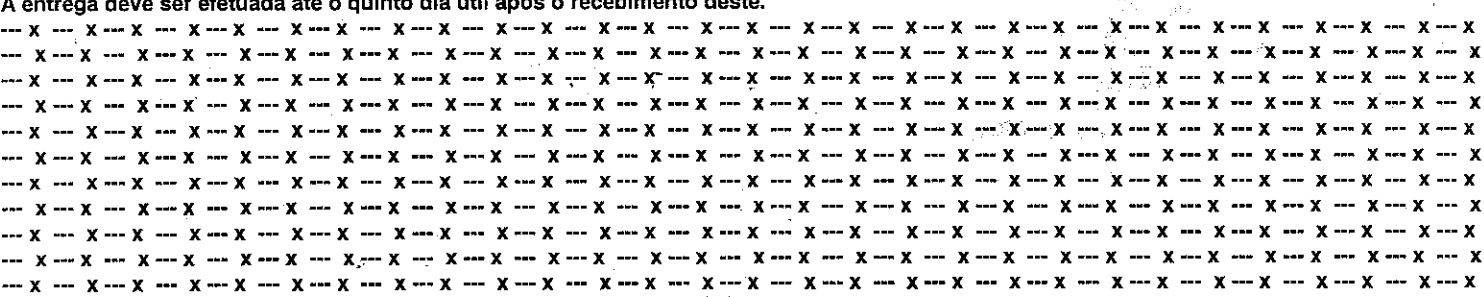 A entrega deve ser efetuada até o quinto dia útil após o recebimento deste.
--- X --- X --- X --- X --- X --- X --- X --- X --- X --- X --- X --- X --- X --- X --- X --- X --- X --- X --- X --- X --- X --- X --- X --- X --- X --- X --- X --- X --- X
--- X --- X --- X --- X --- X --- X --- X --- X --- X --- X --- X --- X --- X --- X --- X --- X --- X --- X --- X --- X --- X --- X --- X --- X --- X --- X --- X --- X --- X
--- X --- X --- X --- X --- X --- X --- X --- X --- X --- X --- X --- X --- X --- X --- X --- X --- X --- X --- X --- X --- X --- X --- X --- X --- X --- X --- X --- X --- X
--- X --- X --- X --- X --- X --- X --- X --- X --- X --- X --- X --- X --- X --- X --- X --- X --- X --- X --- X --- X --- X --- X --- X --- X --- X --- X --- X --- X --- X
--- X --- X --- X --- X --- X --- X --- X --- X --- X --- X --- X --- X --- X --- X --- X --- X --- X --- X --- X --- X --- X --- X --- X --- X --- X --- X --- X --- X --- X
--- X --- X --- X --- X --- X --- X --- X --- X --- X --- X --- X --- X --- X --- X --- X --- X --- X --- X --- X --- X --- X --- X --- X --- X --- X --- X --- X --- X --- X
--- X --- X --- X --- X --- X --- X --- X --- X --- X --- X --- X --- X --- X --- X --- X --- X --- X --- X --- X --- X --- X --- X --- X --- X --- X --- X --- X --- X --- X
--- X --- X --- X --- X --- X --- X --- X --- X --- X --- X --- X --- X --- X --- X --- X --- X --- X --- X --- X --- X --- X --- X --- X --- X --- X --- X --- X --- X --- X
--- X --- X --- X --- X --- X --- X --- X --- X --- X --- X --- X --- X --- X --- X --- X --- X --- X --- X --- X --- X --- X --- X --- X --- X --- X --- X --- X --- X --- X
--- X --- X --- X --- X --- X --- X --- X --- X --- X --- X --- X --- X --- X --- X --- X --- X --- X --- X --- X --- X --- X --- X --- X --- X --- X --- X --- X --- X --- X
--- X --- X --- X --- X --- X --- X --- X --- X --- X --- X --- X --- X --- X --- X --- X --- X --- X --- X --- X --- X --- X --- X --- X --- X --- X --- X --- X --- X --- X